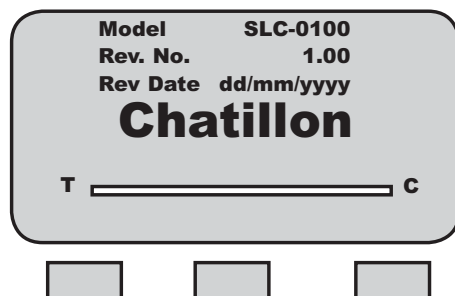 Model SLC-0100
Rev. No. 1.00
Rev Date dd/mm/yyyy
Chatillon
T C